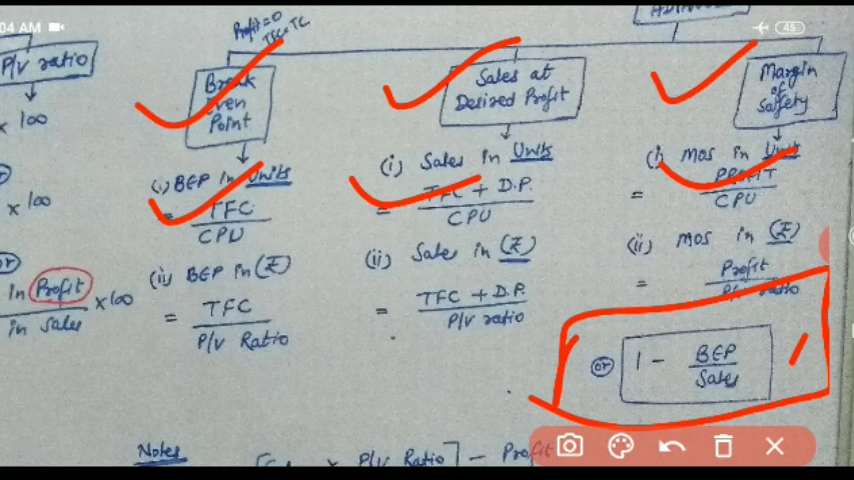 :04 AM
45
Profit=0
TSC=TC
P/V ratio
x 100
or
x 100
or
in Profit
in Sales
x 100
Break
Even
Point
(i) BEP in Units
= TFC
CPU
(ii) BEP in (₹)
= TFC
P/V Ratio
Sales at
Desired Profit
(i) Sales in Units
= TFC + D.P.
CPU
(ii) Sales in (₹)
= TFC + D.P.
P/V ratio
Margin
of
Safety
(i) MOS in Units
= PROFIT
CPU
(ii) MOS in (₹)
= Profit
P/V ratio
or 1 - BEP
Sales
Notes
x P/V Ratio] - Profit